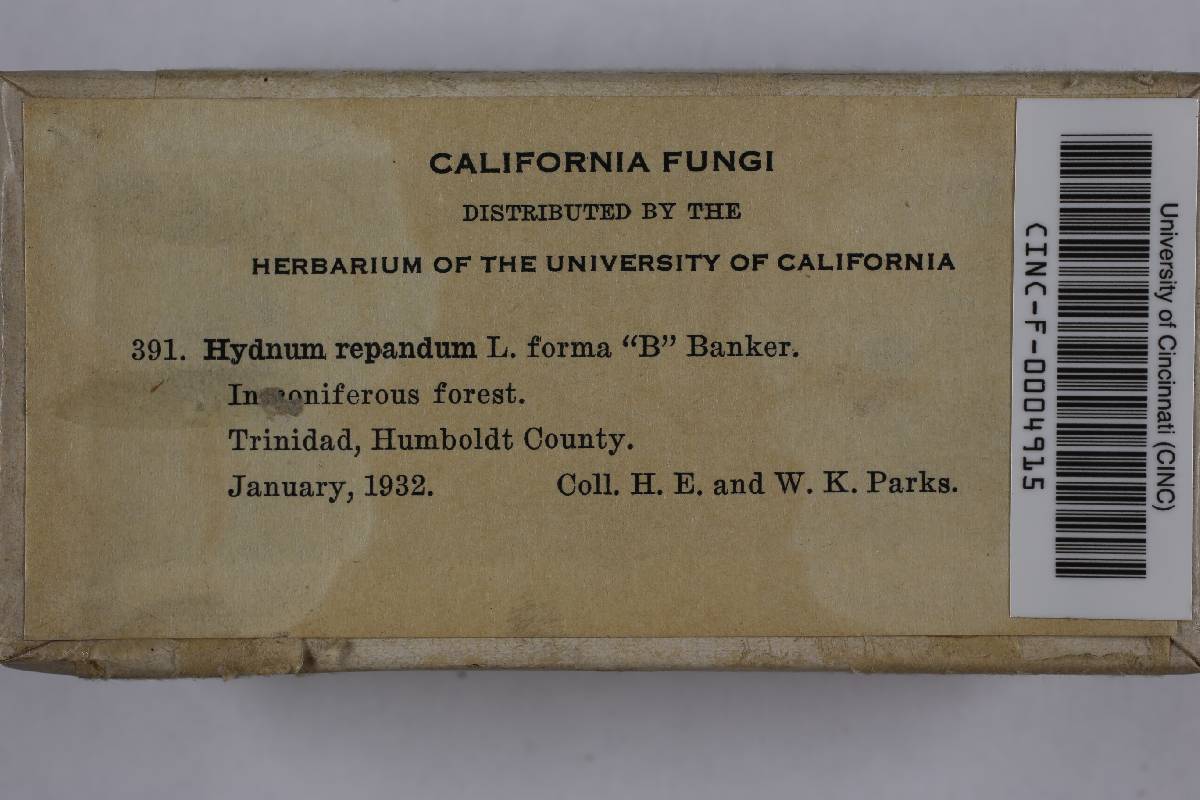 CALIFORNIA FUNGI
DISTRIBUTED BY THE
HERBARIUM OF THE UNIVERSITY OF CALIFORNIA
391. Hydnum repandum L. forma “B” Banker.
In coniferous forest.
Trinidad, Humboldt County.
January, 1932. Coll. H. E. and W. K. Parks.
University of Cincinnati (CINC)
CINC-F-0004915